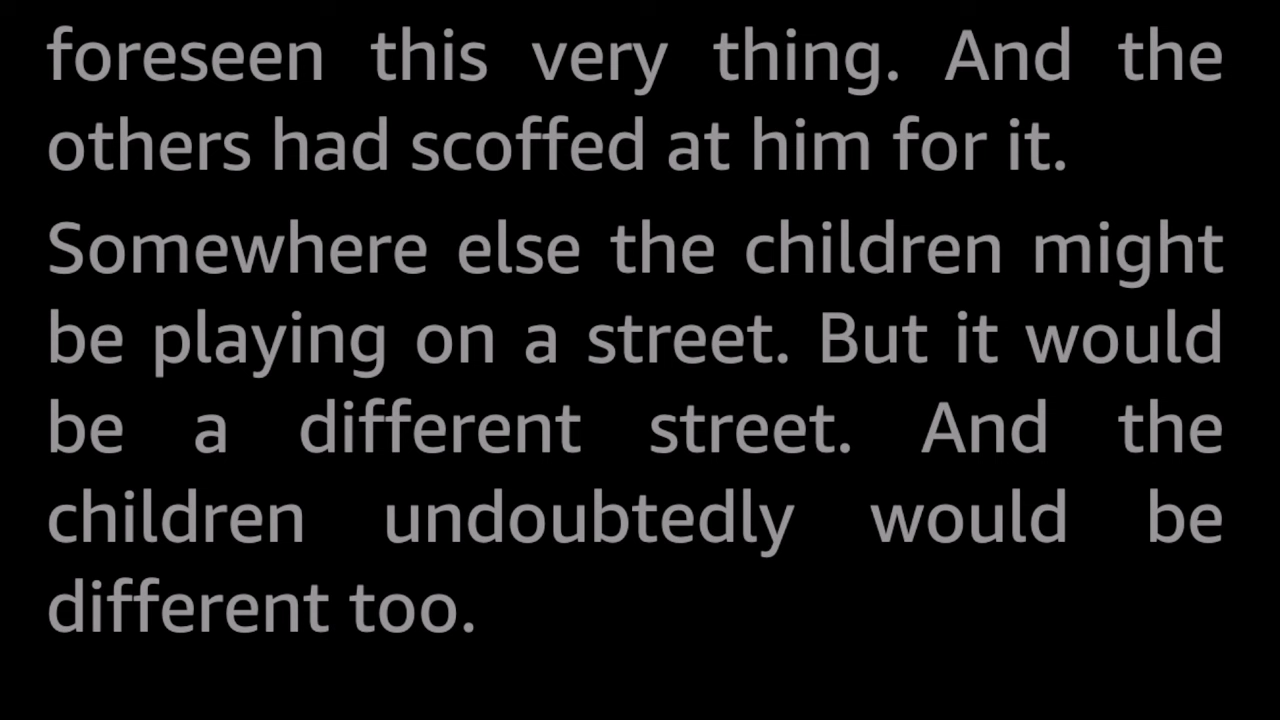 foreseen this very thing. And the
others had scoffed at him for it.
Somewhere else the children might
be playing on a street. But it would
be a different street. And the
children undoubtedly would be
different too.